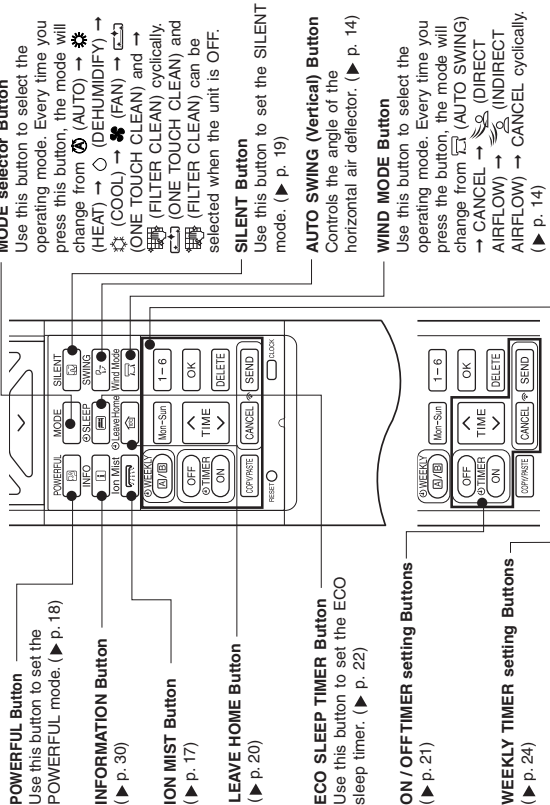 POWERFUL Button
Use this button to set the
POWERFUL mode. (▶ p. 18)
INFORMATION Button
(▶ p. 30)
ION MIST Button
(▶ p. 17)
LEAVE HOME Button
(▶ p. 20)
ECO SLEEP TIMER Button
Use this button to set the ECO
sleep timer. (▶ p. 22)
ON / OFF TIMER setting Buttons
(▶ p. 21)
WEEKLY TIMER setting Buttons
(▶ p. 24)
POWERFUL MODE SILENT
INFO SLEEP SWING
Ion Mist LeaveHome Wind Mode
WEEKLY
A/B Mon-Sun 1-6
OFF TIME OK
TIMER
ON DELETE
COPY/PASTE CANCEL SEND
RESET CLOCK
WEEKLY
A/B Mon-Sun 1-6
OFF TIME OK
TIMER
ON DELETE
COPY/PASTE CANCEL SEND
MODE selector Button
Use this button to select the
operating mode. Every time you
press this button, the mode will
change from (AUTO) →
(HEAT) → (DEHUMIDIFY) →
(COOL) → (FAN) →
(ONE TOUCH CLEAN) and →
(FILTER CLEAN) cyclically.
(ONE TOUCH CLEAN) and
(FILTER CLEAN) can be
selected when the unit is OFF.
SILENT Button
Use this button to set the SILENT
mode. (▶ p. 19)
AUTO SWING (Vertical) Button
Controls the angle of the
horizontal air deflector. (▶ p. 14)
WIND MODE Button
Use this button to select the
operating mode. Every time you
press the button, the mode will
change from (AUTO SWING)
→ CANCEL → (DIRECT
AIRFLOW) → (INDIRECT
AIRFLOW) → CANCEL cyclically.
(▶ p. 14)